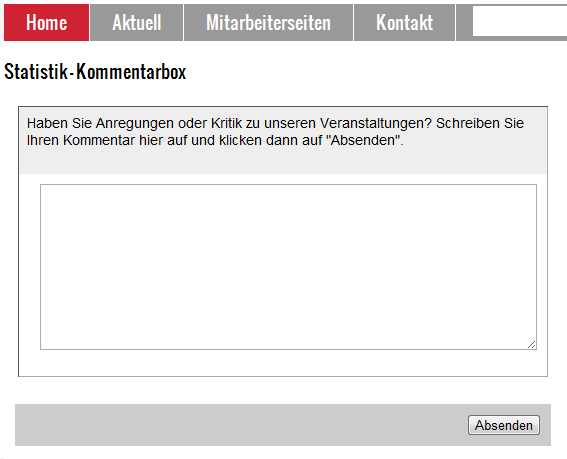 Home Aktuell Mitarbeiterseiten Kontakt
Statistik-Kommentarbox
Haben Sie Anregungen oder Kritik zu unseren Veranstaltungen? Schreiben Sie
Ihren Kommentar hier auf und klicken dann auf "Absenden".
Absenden